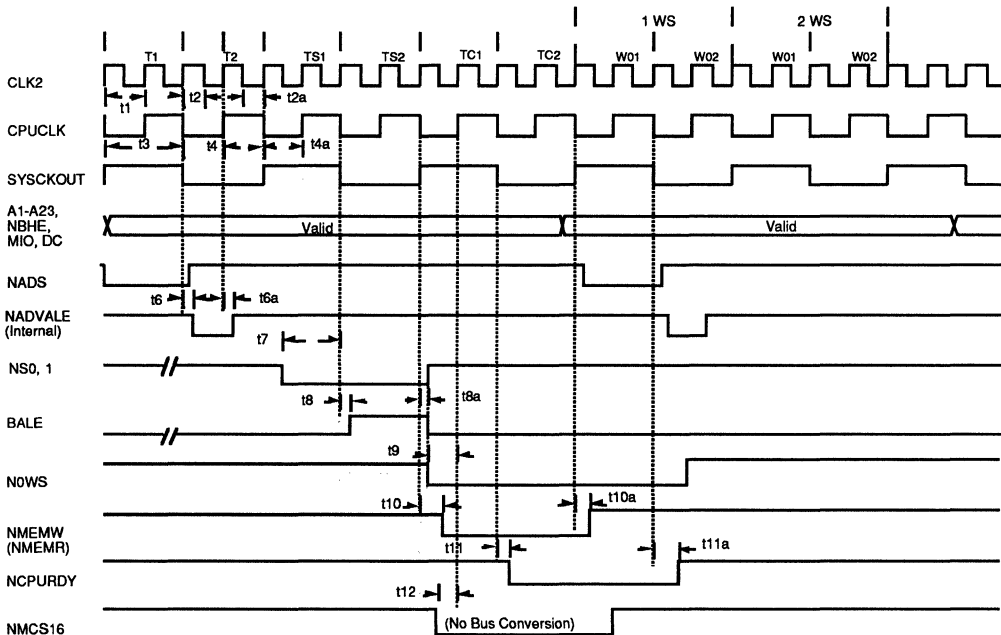 1 WS 2 WS
T1 T2 TS1 TS2 TC1 TC2 W01 W02 W01 W02
CLK2
t1 t2 t2a
CPUCLK
t3 t4 t4a
SYSCKOUT
A1-A23,
NBHE,
MIO, DC
Valid Valid
NADS
t6 t6a
NADVALE
(Internal)
t7
NS0, 1
t8 t8a
BALE
t9
N0WS
t10 t10a
NMEMW
(NMEMR)
t11 t11a
NCPURDY
t12
(No Bus Conversion)
NMCS16